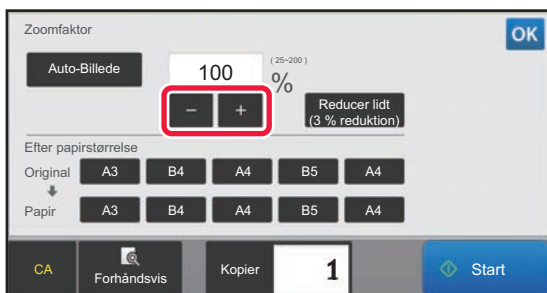 Zoomfaktor
OK
Auto-Billede
100
(25~200)
%
− +
Reducer lidt
(3 % reduktion)
Efter papirstørrelse
Original A3 B4 A4 B5 A4
Papir A3 B4 A4 B5 A4
CA
Forhåndsvis
Kopier
1
Start